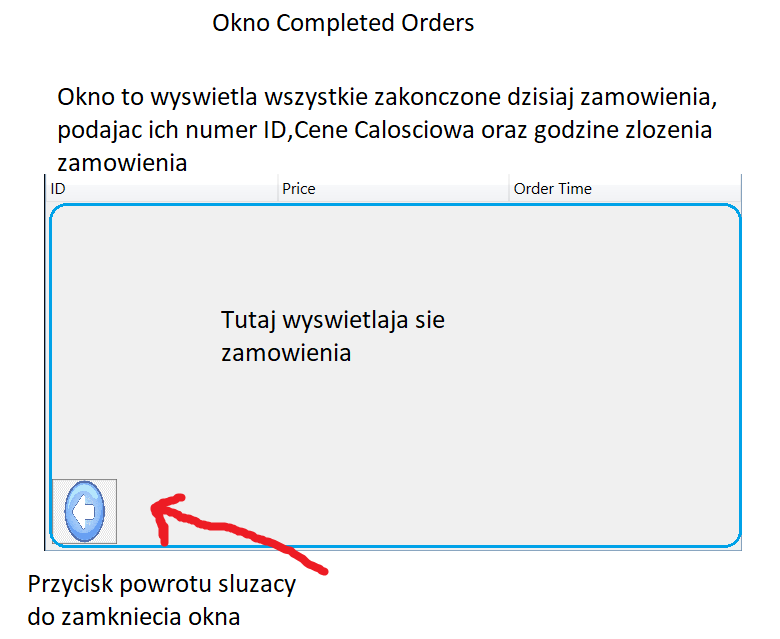 Okno Completed Orders
Okno to wyswietla wszystkie zakonczone dzisiaj zamowienia,
podajac ich numer ID,Cene Calosciowa oraz godzine zlozenia
zamowienia
ID Price Order Time
Tutaj wyswietlaja sie
zamowienia
Przycisk powrotu sluzacy
do zamkniecia okna